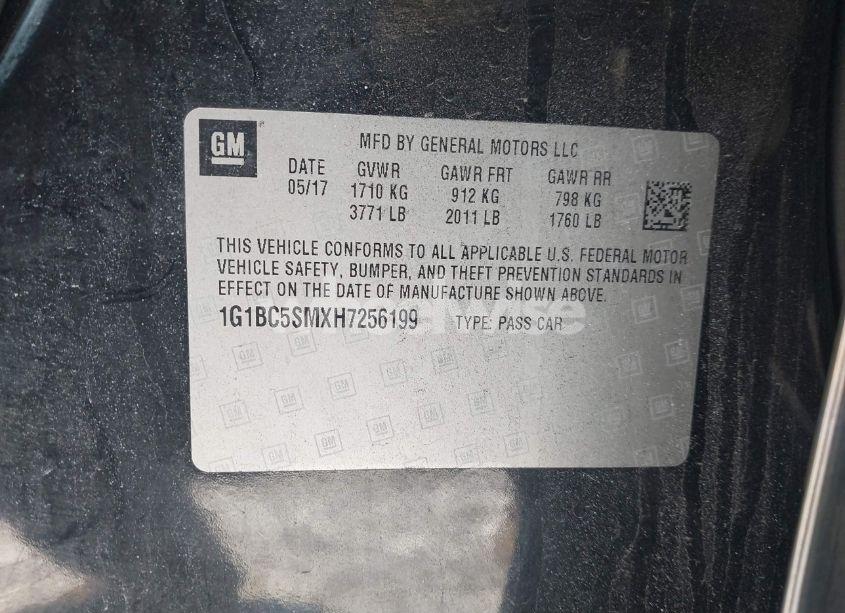 GM
MFD BY GENERAL MOTORS LLC
DATE GVWR GAWR FRT GAWR RR
05/17 1710 KG 912 KG 798 KG
3771 LB 2011 LB 1760 LB
THIS VEHICLE CONFORMS TO ALL APPLICABLE U.S. FEDERAL MOTOR
VEHICLE SAFETY, BUMPER, AND THEFT PREVENTION STANDARDS IN
EFFECT ON THE DATE OF MANUFACTURE SHOWN ABOVE.
1G1BC5SMXH7256199 TYPE: PASS CAR